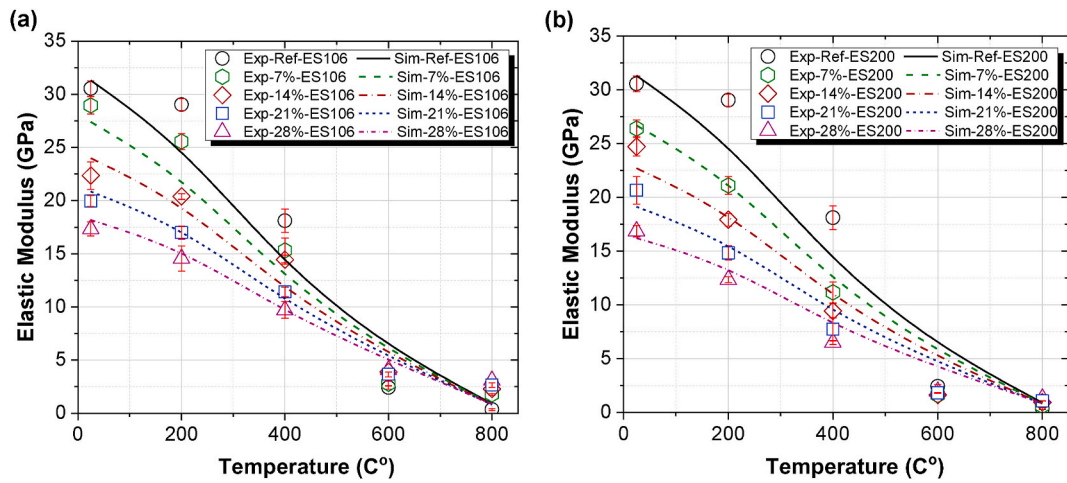 (a)
35
30
25
20
15
10
5
0
Elastic Modulus (GPa)
Exp-Ref-ES106 Sim-Ref-ES106
Exp-7%-ES106 Sim-7%-ES106
Exp-14%-ES106 Sim-14%-ES106
Exp-21%-ES106 Sim-21%-ES106
Exp-28%-ES106 Sim-28%-ES106
0 200 400 600 800
Temperature (Cº)
(b)
35
30
25
20
15
10
5
0
Elastic Modulus (GPa)
Exp-Ref-ES200 Sim-Ref-ES200
Exp-7%-ES200 Sim-7%-ES200
Exp-14%-ES200 Sim-14%-ES200
Exp-21%-ES200 Sim-21%-ES200
Exp-28%-ES200 Sim-28%-ES200
0 200 400 600 800
Temperature (Cº)